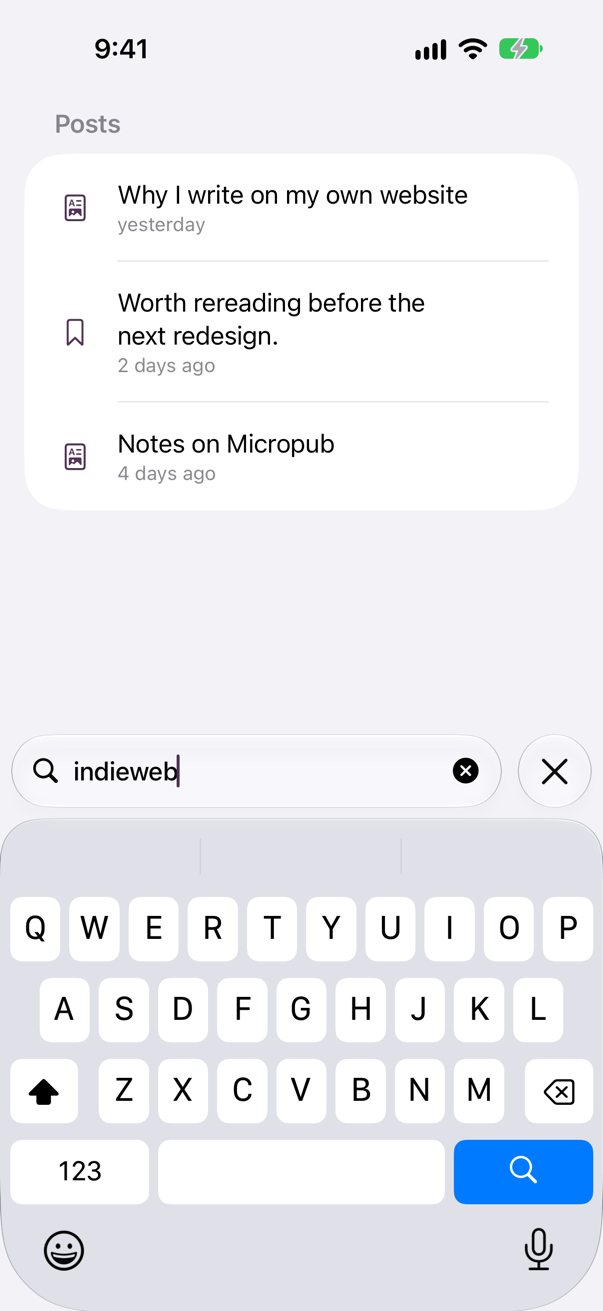 9:41
Posts
Why I write on my own website
yesterday
Worth rereading before the
next redesign.
2 days ago
Notes on Micropub
4 days ago
indieweb
Q W E R T Y U I O P
A S D F G H J K L
Z X C V B N M
123